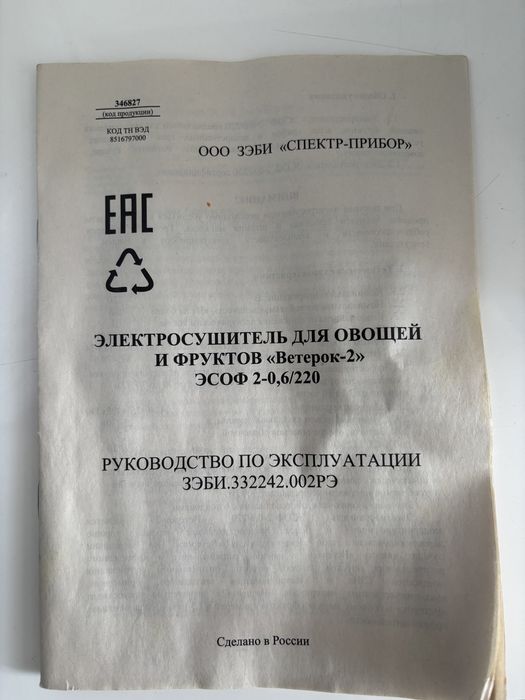 346827
(код продукции)
КОД ТН ВЭД
8516797000
ООО ЗЭБИ «СПЕКТР-ПРИБОР»
ЕАС
ЭЛЕКТРОСУШИТЕЛЬ ДЛЯ ОВОЩЕЙ
И ФРУКТОВ «Ветерок-2»
ЭСОФ 2-0,6/220
РУКОВОДСТВО ПО ЭКСПЛУАТАЦИИ
ЗЭБИ.332242.002РЭ
Сделано в России